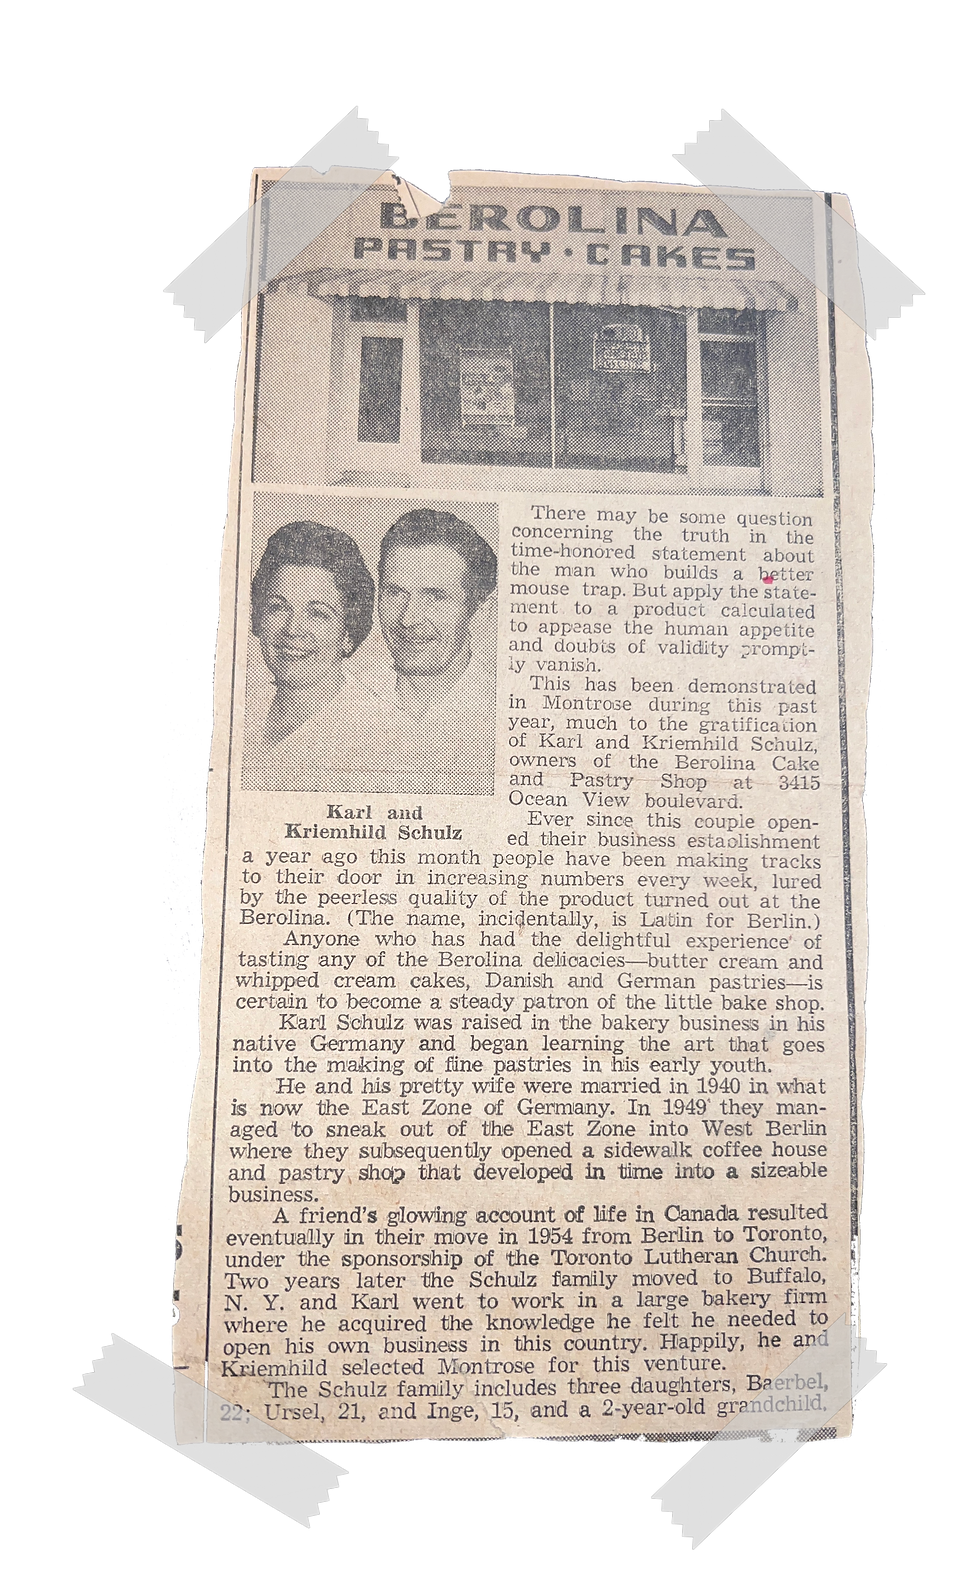 BEROLINA
PASTRY · CAKES
There may be some question
concerning the truth in the
time-honored statement about
the man who builds a better
mouse trap. But apply the state-
ment to a product calculated
to appease the human appetite
and doubts of validity prompt-
ly vanish.
This has been demonstrated
in Montrose during this past
year, much to the gratification
of Karl and Kriemhild Schulz,
owners of the Berolina Cake
and Pastry Shop at 3415
Ocean View boulevard.
Karl and
Kriemhild Schulz
Ever since this couple open-
ed their business establishment
a year ago this month people have been making tracks
to their door in increasing numbers every week, lured
by the peerless quality of the product turned out at the
Berolina. (The name, incidentally, is Latin for Berlin.)
Anyone who has had the delightful experience of
tasting any of the Berolina delicacies—butter cream and
whipped cream cakes, Danish and German pastries—is
certain to become a steady patron of the little bake shop.
Karl Schulz was raised in the bakery business in his
native Germany and began learning the art that goes
into the making of fine pastries in his early youth.
He and his pretty wife were married in 1940 in what
is now the East Zone of Germany. In 1949 they man-
aged to sneak out of the East Zone into West Berlin
where they subsequently opened a sidewalk coffee house
and pastry shop that developed in time into a sizeable
business.
A friend's glowing account of life in Canada resulted
eventually in their move in 1954 from Berlin to Toronto,
under the sponsorship of the Toronto Lutheran Church.
Two years later the Schulz family moved to Buffalo,
N. Y. and Karl went to work in a large bakery firm
where he acquired the knowledge he felt he needed to
open his own business in this country. Happily, he and
Kriemhild selected Montrose for this venture.
The Schulz family includes three daughters, Baerbel,
22; Ursel, 21, and Inge, 15, and a 2-year-old grandchild.